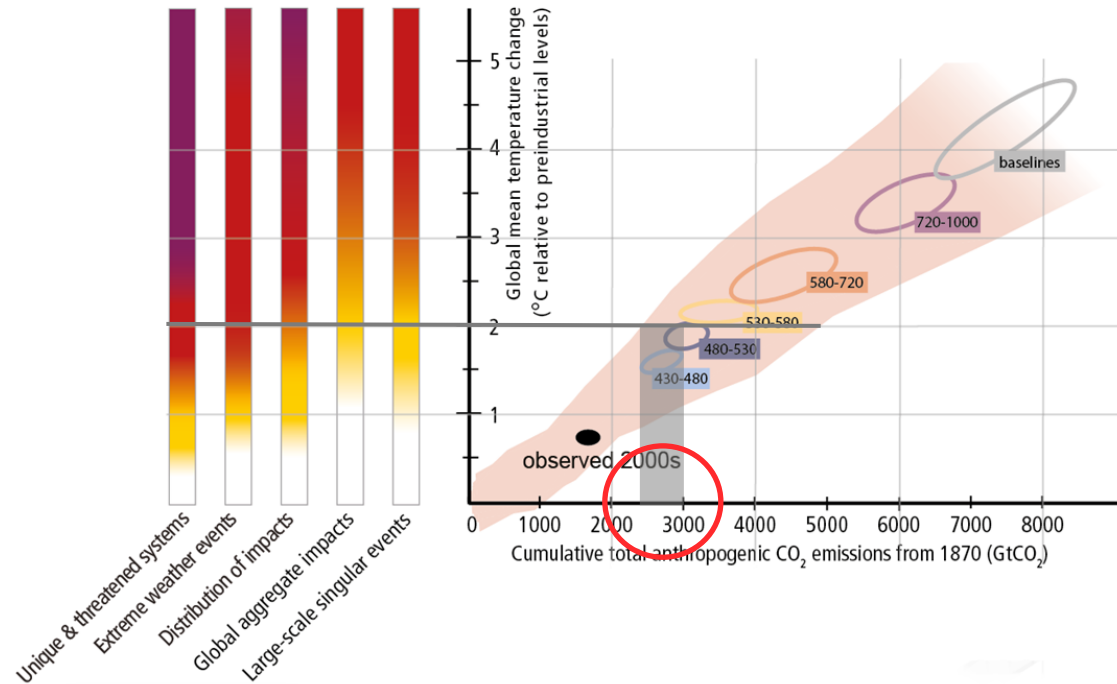 Unique & threatened systems
Extreme weather events
Distribution of impacts
Global aggregate impacts
Large-scale singular events
Global mean temperature change
(°C relative to preindustrial levels)
5
4
3
2
1
baselines
720-1000
580-720
530-580
480-530
430-480
observed 2000s
0 1000 2000 3000 4000 5000 6000 7000 8000
Cumulative total anthropogenic CO₂ emissions from 1870 (GtCO₂)